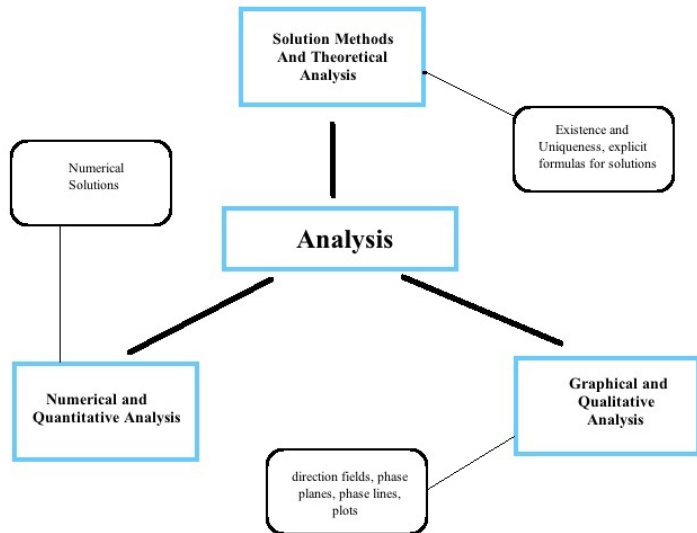 Solution Methods
And Theoretical
Analysis
Existence and
Uniqueness, explicit
formulas for solutions
Numerical
Solutions
Analysis
Numerical and
Quantitative Analysis
Graphical and
Qualitative
Analysis
direction fields, phase
planes, phase lines,
plots